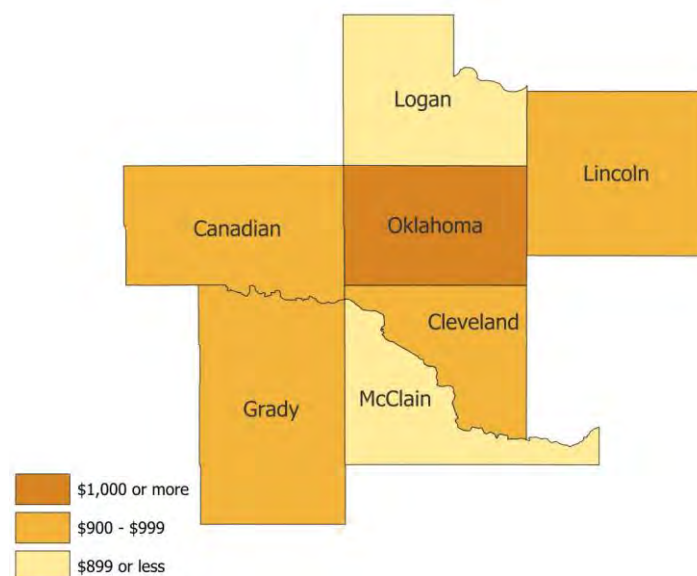 Logan
Lincoln
Canadian
Oklahoma
Cleveland
McClain
Grady
$1,000 or more
$900 - $999
$899 or less